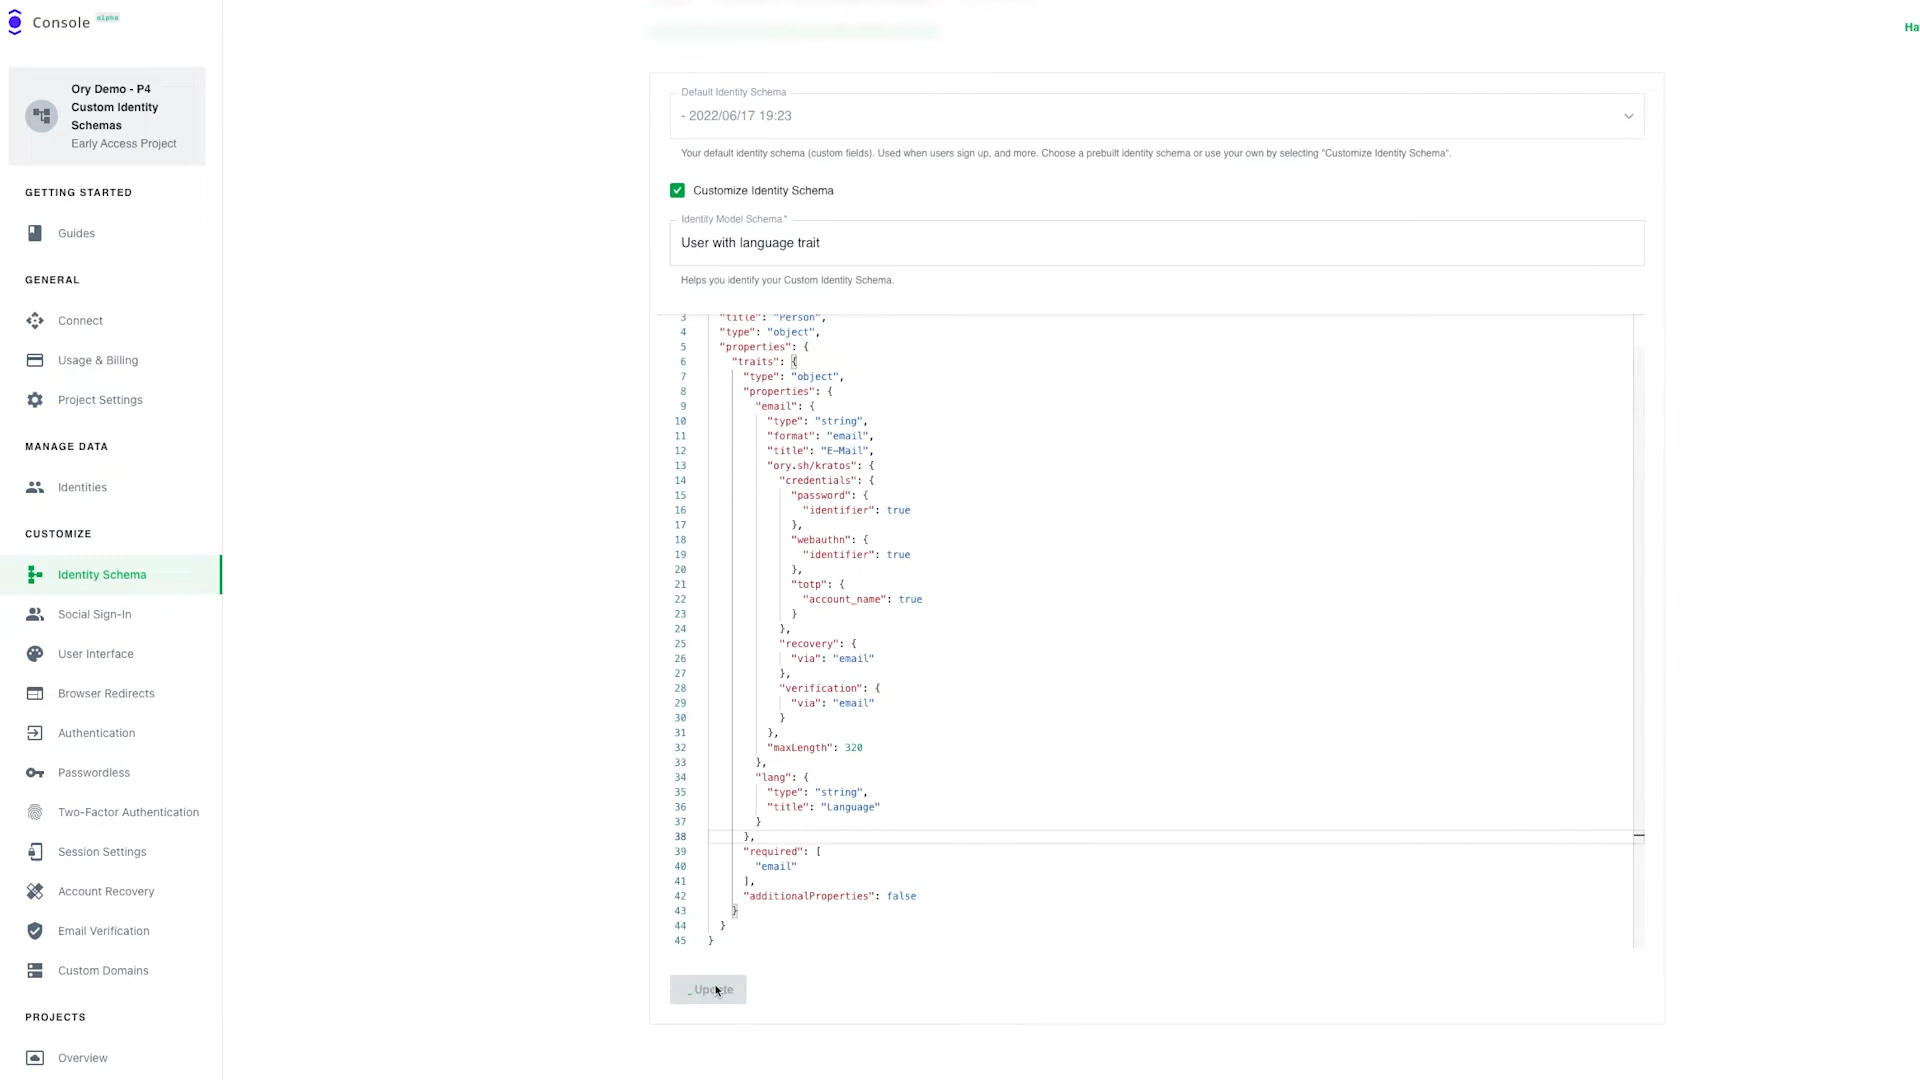 Console alpha
Ha
Ory Demo - P4
Custom Identity
Schemas
Early Access Project
GETTING STARTED
Guides
GENERAL
Connect
Usage & Billing
Project Settings
MANAGE DATA
Identities
CUSTOMIZE
Identity Schema
Social Sign-In
User Interface
Browser Redirects
Authentication
Passwordless
Two-Factor Authentication
Session Settings
Account Recovery
Email Verification
Custom Domains
PROJECTS
Overview
Default Identity Schema
- 2022/06/17 19:23
Your default identity schema (custom fields). Used when users sign up, and more. Choose a prebuilt identity schema or use your own by selecting "Customize Identity Schema".
Customize Identity Schema
Identity Model Schema *
User with language trait
Helps you identify your Custom Identity Schema.
3 "title": "Person",
4 "type": "object",
5 "properties": {
6 "traits": {
7 "type": "object",
8 "properties": {
9 "email": {
10 "type": "string",
11 "format": "email",
12 "title": "E-Mail",
13 "ory.sh/kratos": {
14 "credentials": {
15 "password": {
16 "identifier": true
17 },
18 "webauthn": {
19 "identifier": true
20 },
21 "totp": {
22 "account_name": true
23 }
24 },
25 "recovery": {
26 "via": "email"
27 },
28 "verification": {
29 "via": "email"
30 }
31 },
32 "maxLength": 320
33 },
34 "lang": {
35 "type": "string",
36 "title": "Language"
37 }
38 },
39 "required": [
40 "email"
41 ],
42 "additionalProperties": false
43 }
44 }
45 }
Update